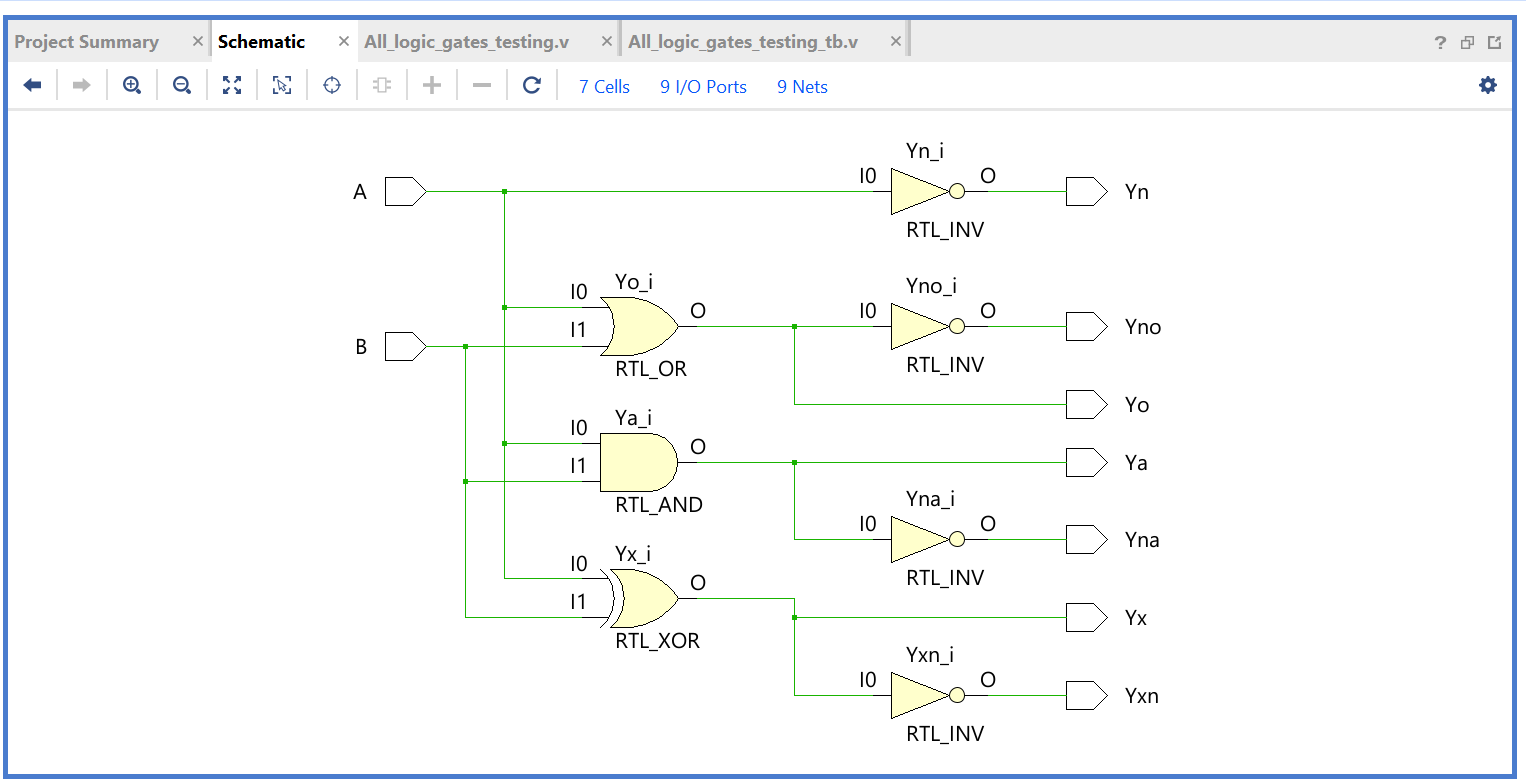 Project Summary × Schematic × All_logic_gates_testing.v × All_logic_gates_testing_tb.v × ?
7 Cells 9 I/O Ports 9 Nets
Yn_i
A I0 O Yn
RTL_INV
Yo_i Yno_i
I0 O I0 O Yno
I1
B RTL_OR RTL_INV
Yo
Ya_i
I0 O Ya
I1
RTL_AND Yna_i
I0 O Yna
Yx_i RTL_INV
I0 O
I1 Yx
RTL_XOR Yxn_i
I0 O Yxn
RTL_INV